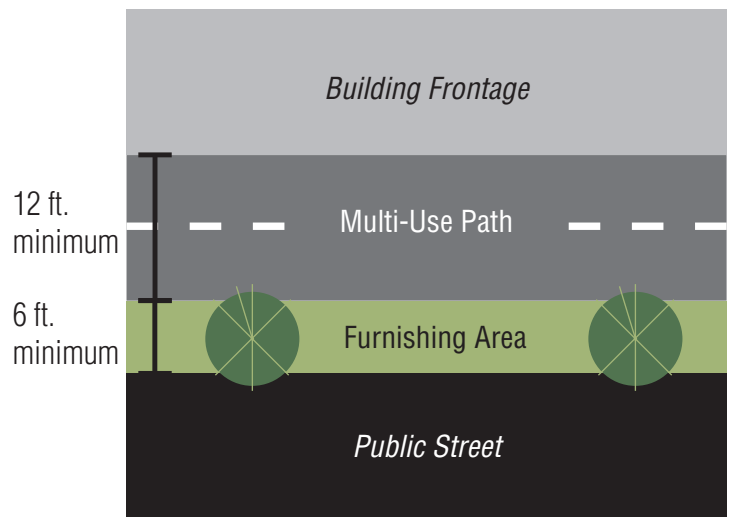 Building Frontage
12 ft.
minimum
Multi-Use Path
6 ft.
minimum
Furnishing Area
Public Street